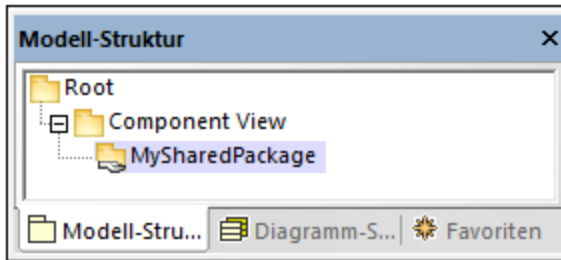 Modell-Struktur
Root
Component View
MySharedPackage
Modell-Stru... Diagramm-S... Favoriten